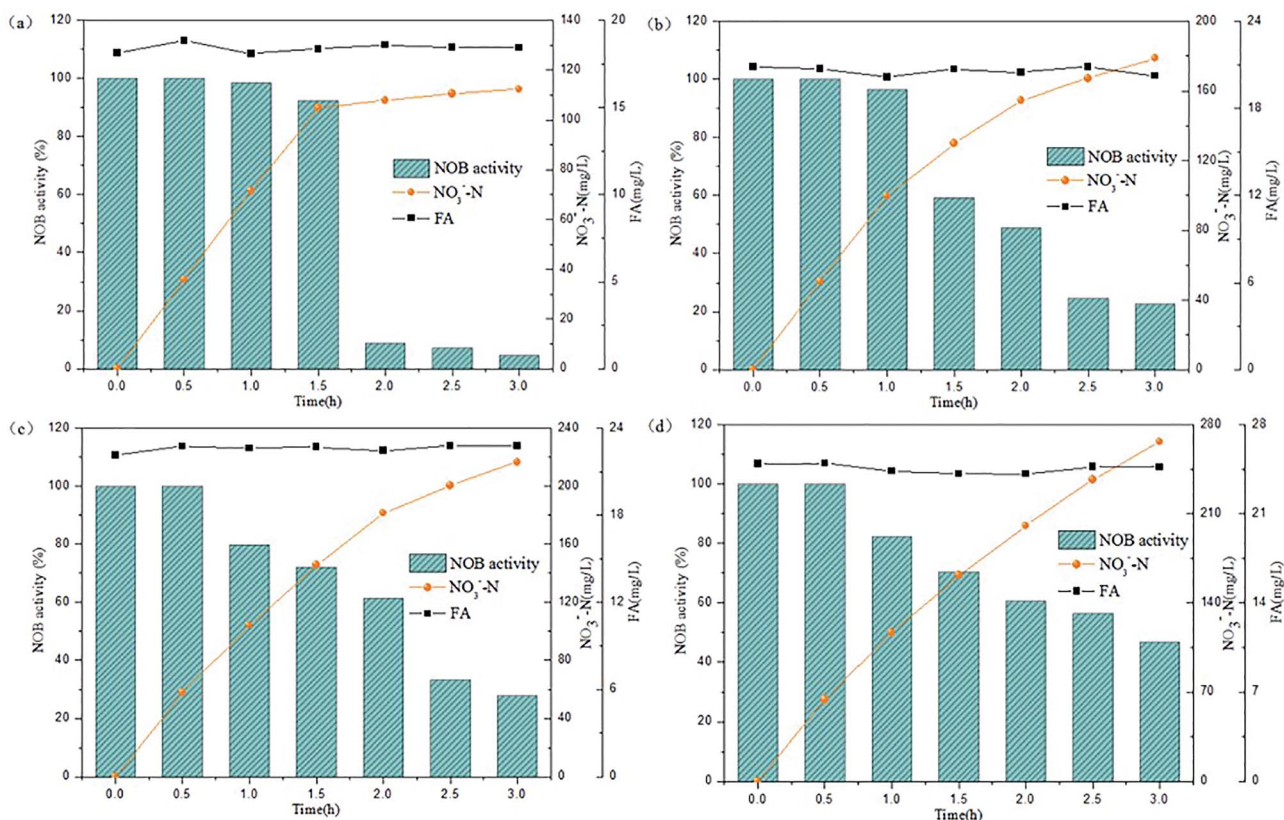 (a)
NOB activity (%)
120
100
80
60
40
20
0
0.0 0.5 1.0 1.5 2.0 2.5 3.0
Time(h)
NOB activity
NO₃⁻-N
FA
140
120
100
80
60
40
20
0
NO₃⁻-N(mg/L)
20
15
10
5
0
FA(mg/L)
(b)
NOB activity (%)
120
100
80
60
40
20
0
0.0 0.5 1.0 1.5 2.0 2.5 3.0
Time(h)
NOB activity
NO₃⁻-N
FA
200
160
120
80
40
0
NO₃⁻-N(mg/L)
24
18
12
6
0
FA(mg/L)
(c)
NOB activity (%)
120
100
80
60
40
20
0
0.0 0.5 1.0 1.5 2.0 2.5 3.0
Time(h)
NOB activity
NO₃⁻-N
FA
240
200
160
120
80
40
0
NO₃⁻-N(mg/L)
24
18
12
6
0
FA(mg/L)
(d)
NOB activity (%)
120
100
80
60
40
20
0
0.0 0.5 1.0 1.5 2.0 2.5 3.0
Time(h)
NOB activity
NO₃⁻-N
FA
280
210
140
70
0
NO₃⁻-N(mg/L)
28
21
14
7
0
FA(mg/L)